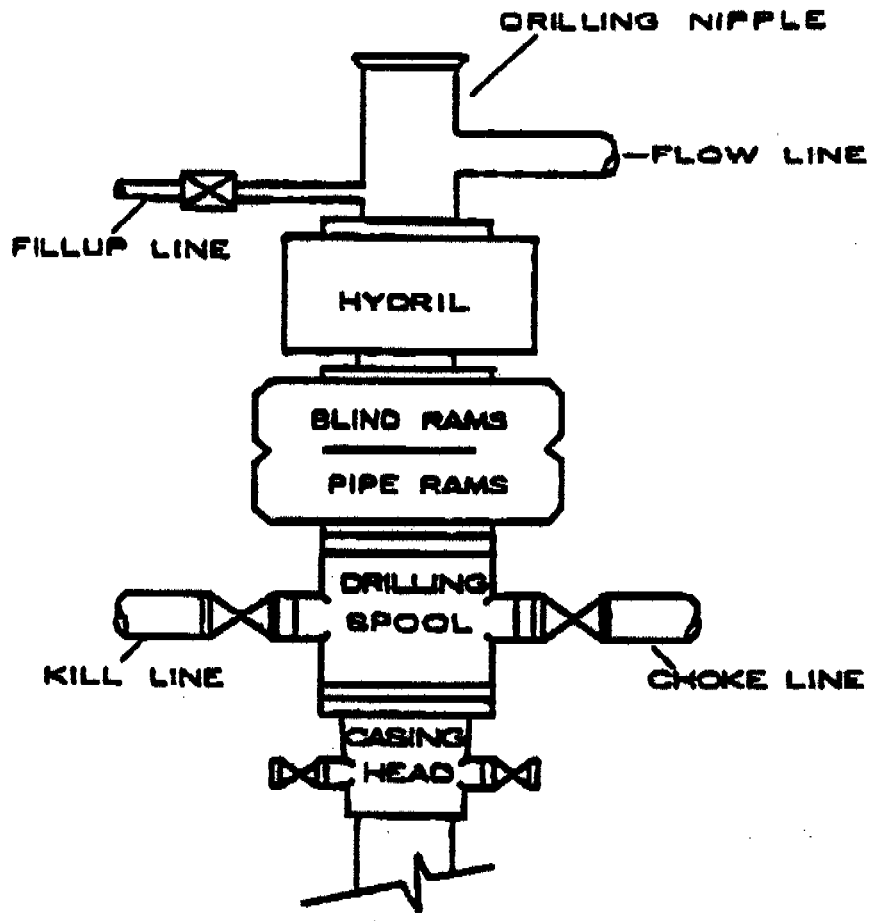 DRILLING NIPPLE
FLOW LINE
FILLUP LINE
HYDRIL
BLIND RAMS
PIPE RAMS
DRILLING
SPOOL
KILL LINE
CHOKE LINE
CASING
HEAD